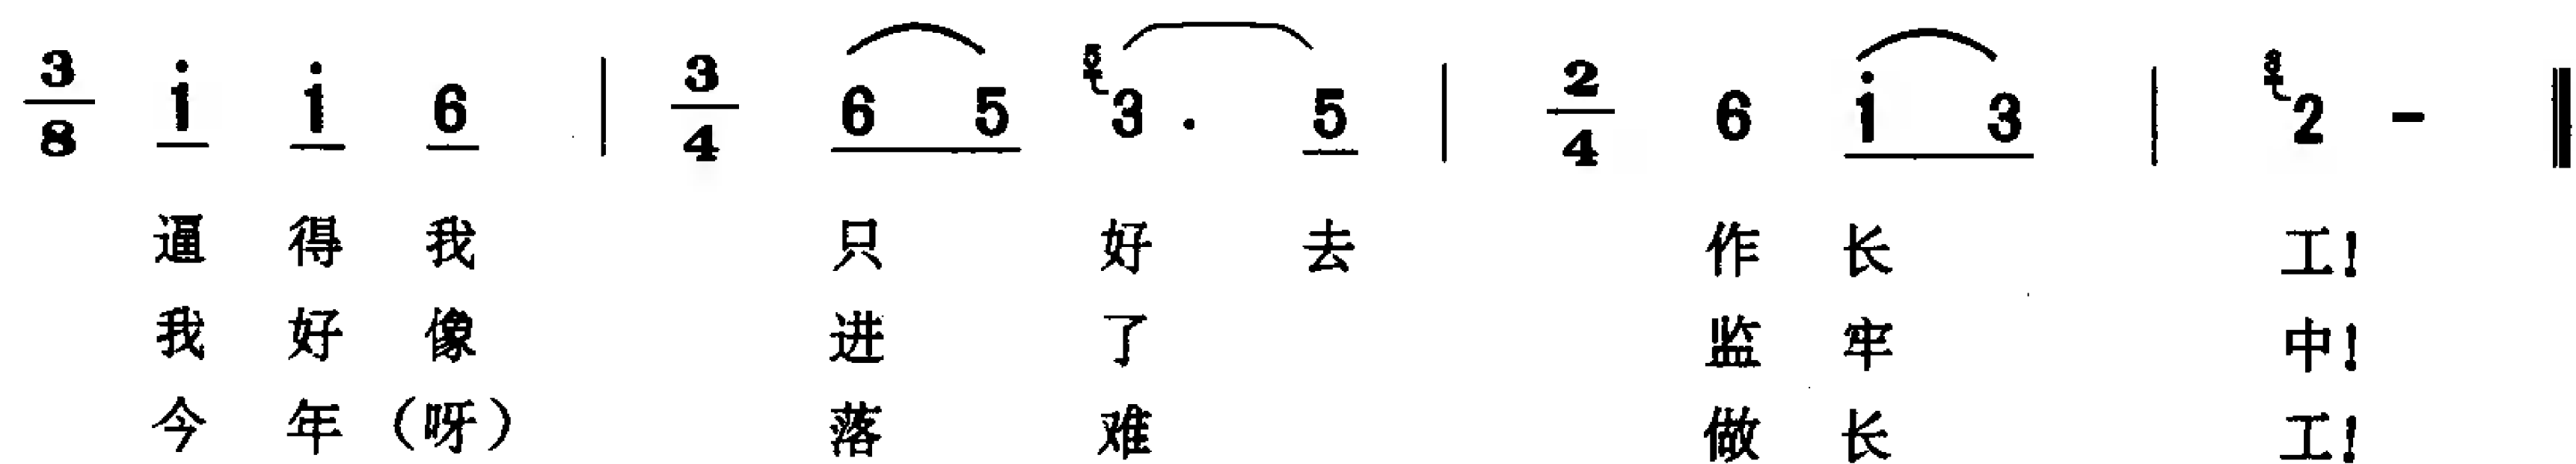 3/8 i i 6 | 3/4 6 5 5 3 . 5 | 2/4 6 i 3 | 3 2 - ‖
逼 得 我 只 好 去 作 长 工!
我 好 像 进 了 监 牢 中!
今 年 (呀) 落 难 做 长 工!